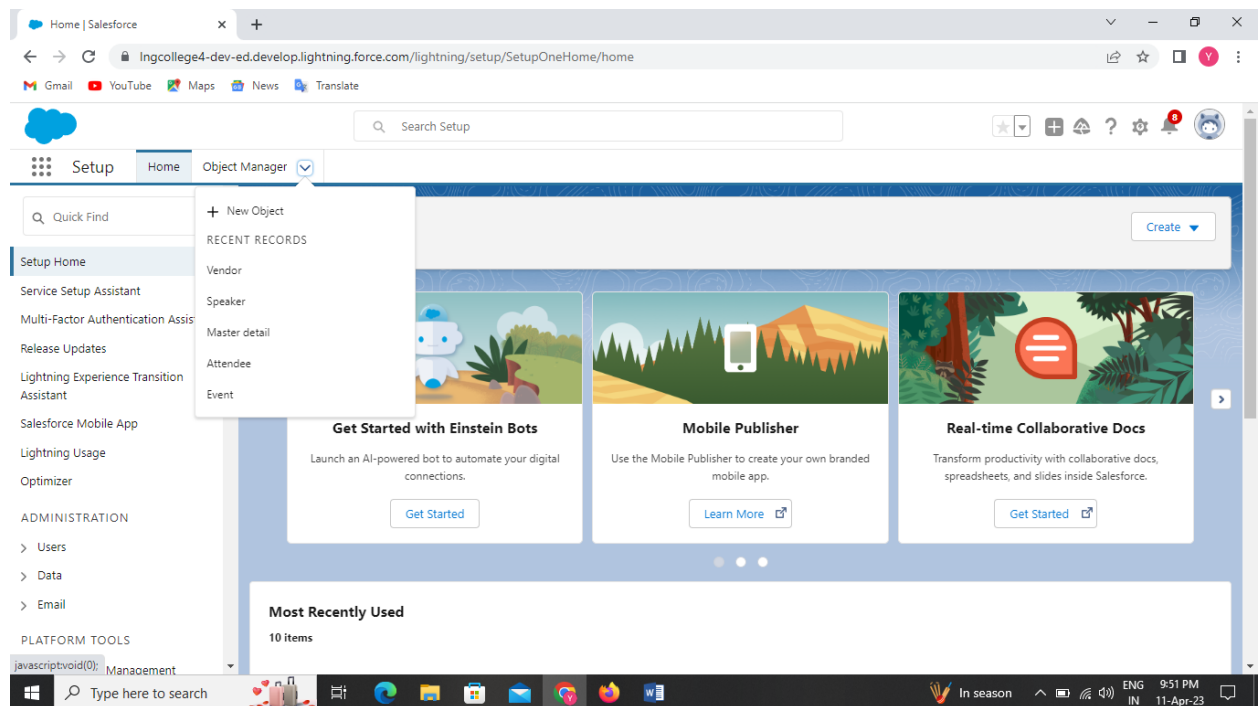 Home | Salesforce
lngcollege4-dev-ed.develop.lightning.force.com/lightning/setup/SetupOneHome/home
Y
Gmail YouTube Maps News Translate
Search Setup
8
Setup Home Object Manager
Quick Find
New Object
RECENT RECORDS
Vendor
Speaker
Master detail
Attendee
Event
Create
Setup Home
Service Setup Assistant
Multi-Factor Authentication Assis
Release Updates
Lightning Experience Transition
Assistant
Salesforce Mobile App
Lightning Usage
Optimizer
ADMINISTRATION
Users
Data
Email
PLATFORM TOOLS
Management
javascript:void(0);
Get Started with Einstein Bots
Launch an AI-powered bot to automate your digital
connections.
Get Started
Mobile Publisher
Use the Mobile Publisher to create your own branded
mobile app.
Learn More
Real-time Collaborative Docs
Transform productivity with collaborative docs,
spreadsheets, and slides inside Salesforce.
Get Started
Most Recently Used
10 items
Type here to search
In season
ENG
IN
9:51 PM
11-Apr-23